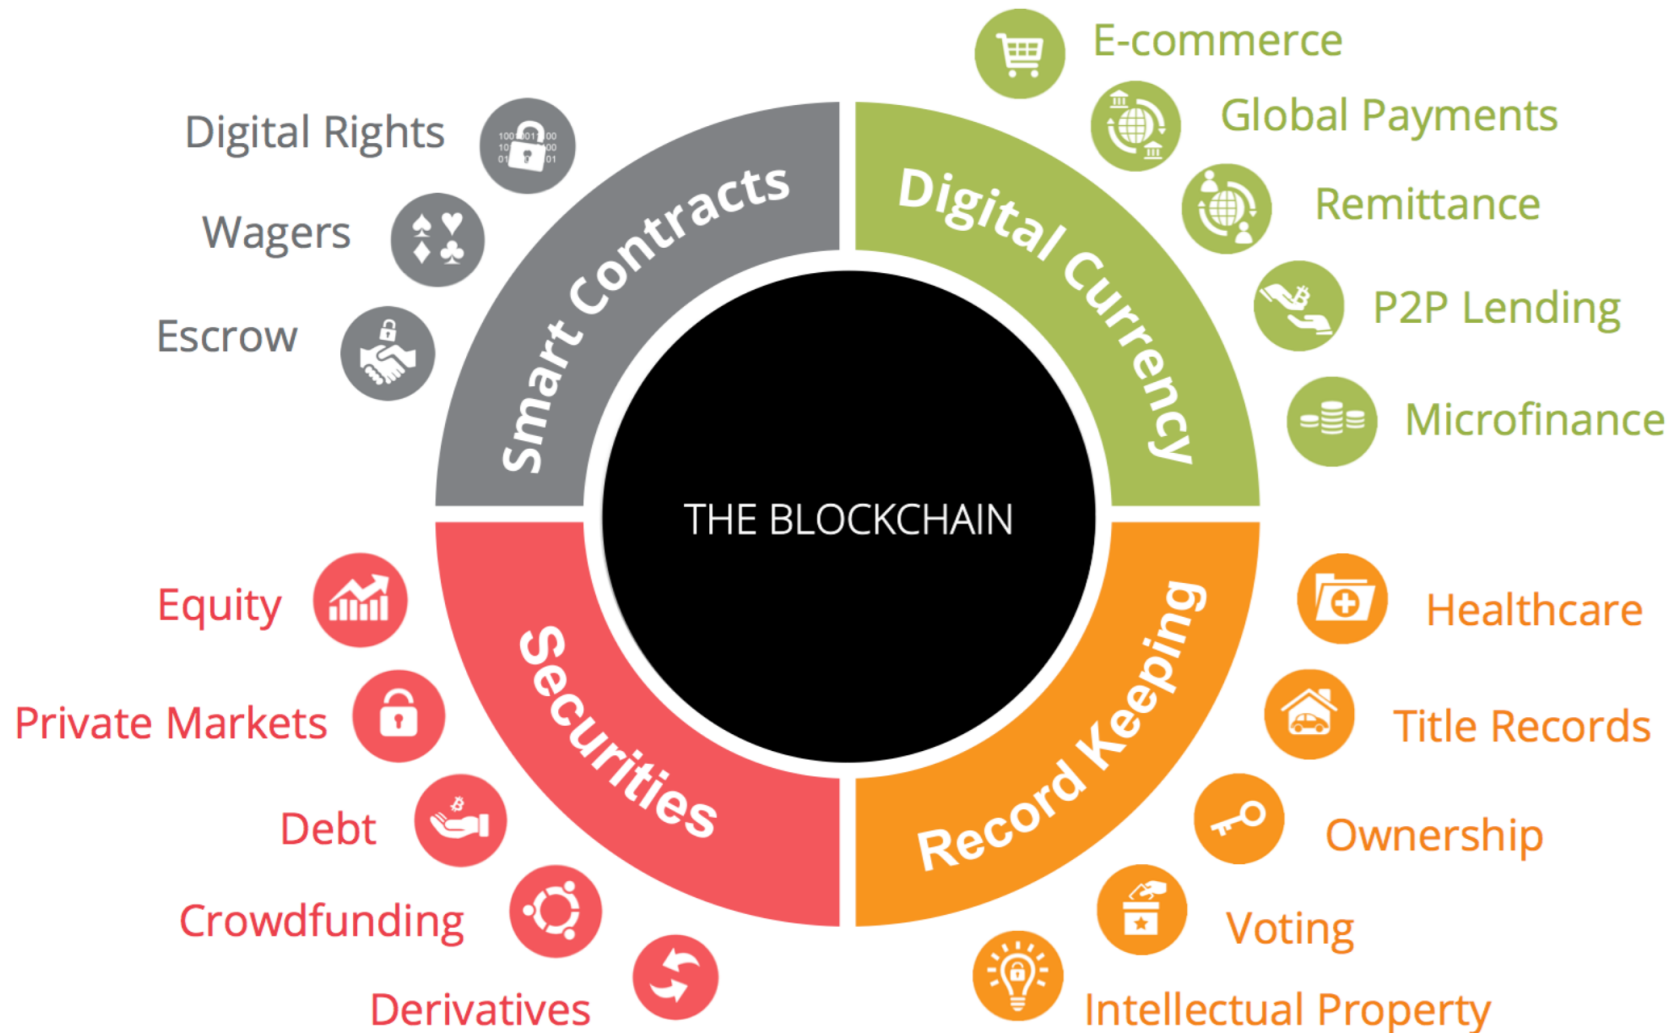 E-commerce
Global Payments
Remittance
P2P Lending
Microfinance
Digital Rights
Wagers
Escrow
Smart Contracts
Digital Currency
THE BLOCKCHAIN
Securities
Record Keeping
Equity
Private Markets
Debt
Crowdfunding
Derivatives
Healthcare
Title Records
Ownership
Voting
Intellectual Property